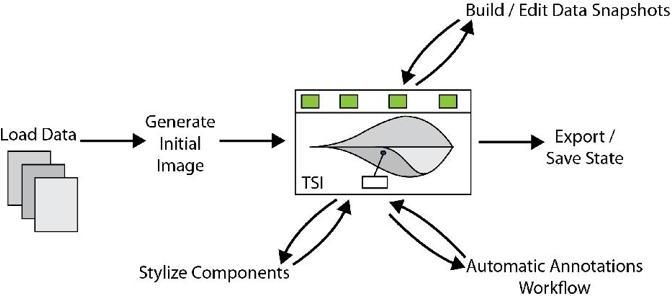 Build / Edit Data Snapshots
Load Data
Generate
Initial
Image
TSI
Export /
Save State
Stylize Components
Automatic Annotations
Workflow